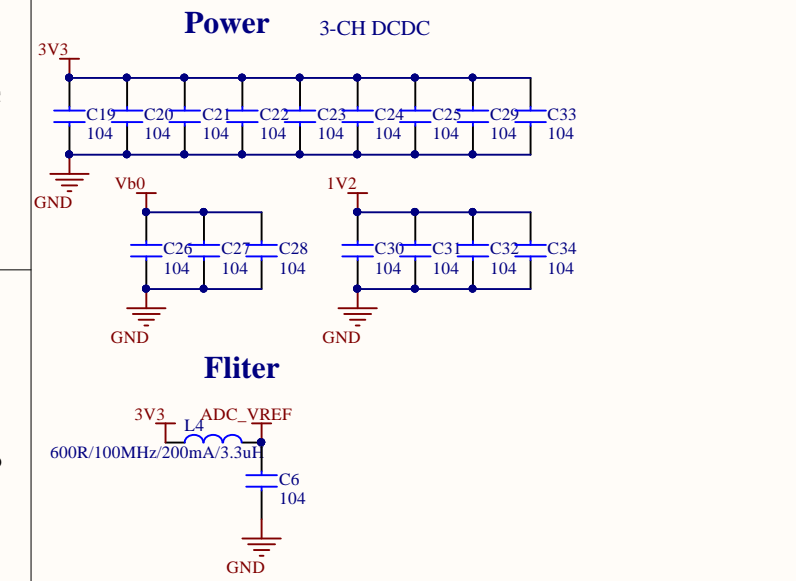 Power 3-CH DCDC
3V3
C19 C20 C21 C22 C23 C24 C25 C29 C33
104 104 104 104 104 104 104 104 104
GND
Vb0 1V2
C26 C27 C28 C30 C31 C32 C34
104 104 104 104 104 104 104
GND GND
Fliter
3V3 ADC_VREF
L4
600R/100MHz/200mA/3.3uH
C6
104
GND